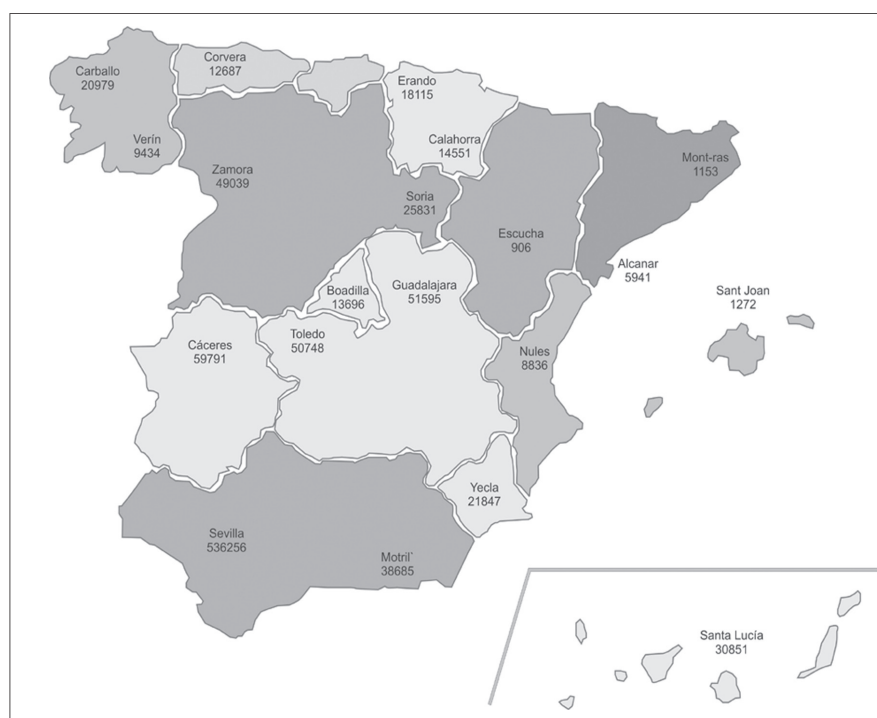 Corvera
12687
Carballo
20979
Erando
18115
Verín
9434
Calahorra
14551
Mont-ras
1153
Zamora
49039
Soria
25831
Escucha
906
Alcanar
5941
Guadalajara
51595
Boadilla
13696
Sant Joan
1272
Toledo
50748
Cáceres
59791
Nules
8836
Yecla
21847
Sevilla
536256
Motril`
38685
Santa Lucía
30851